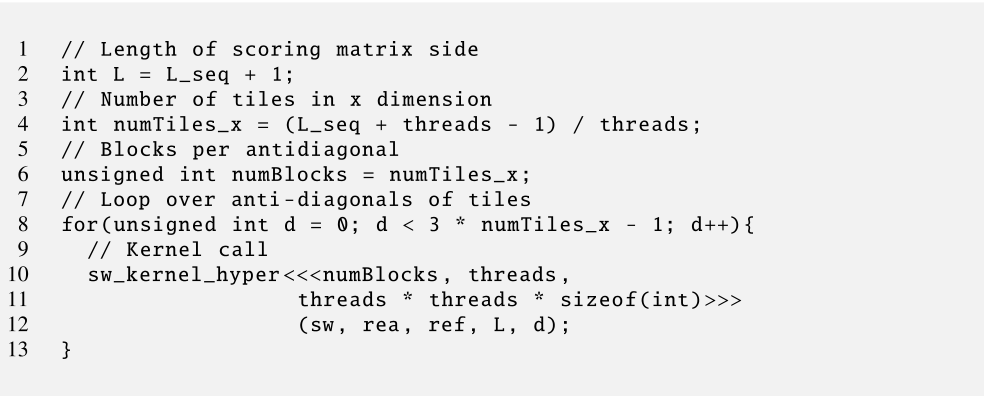 1 // Length of scoring matrix side
2 int L = L_seq + 1;
3 // Number of tiles in x dimension
4 int numTiles_x = (L_seq + threads - 1) / threads;
5 // Blocks per antidiagonal
6 unsigned int numBlocks = numTiles_x;
7 // Loop over anti-diagonals of tiles
8 for(unsigned int d = 0; d < 3 * numTiles_x - 1; d++){
9   // Kernel call
10   sw_kernel_hyper<<<numBlocks, threads,
11                   threads * threads * sizeof(int)>>>
12                   (sw, rea, ref, L, d);
13 }